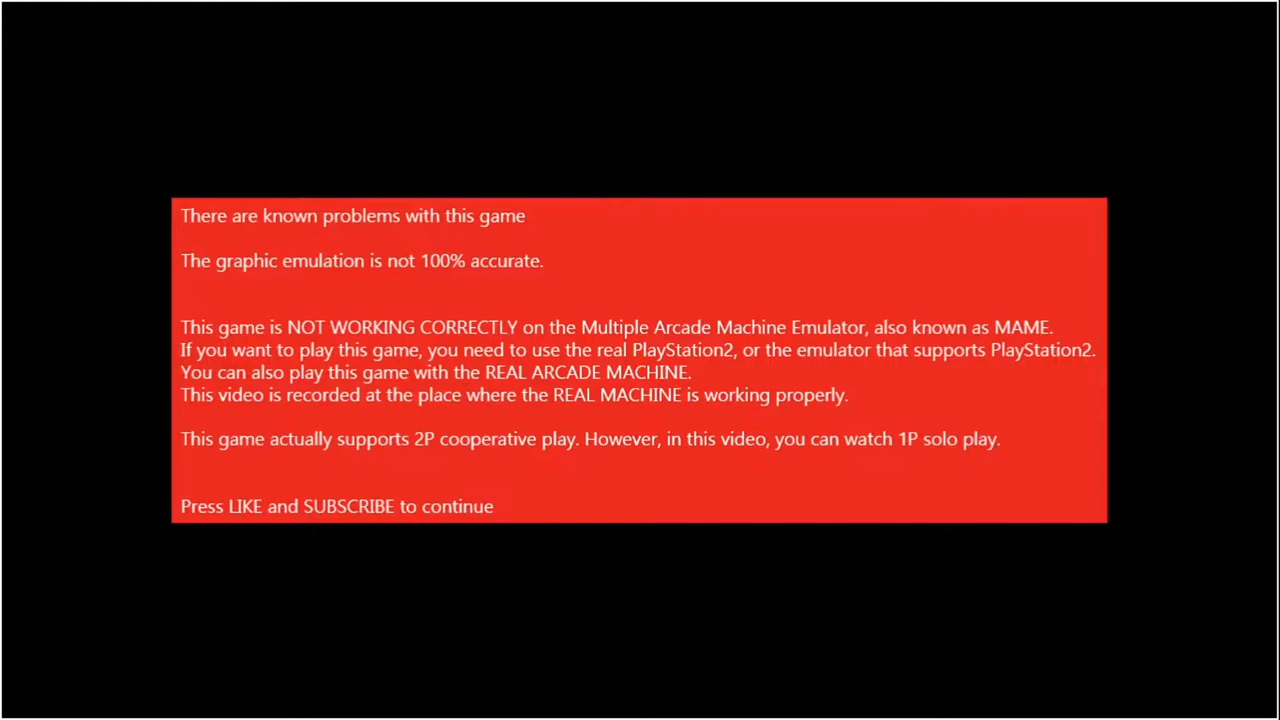 There are known problems with this game
The graphic emulation is not 100% accurate.
This game is NOT WORKING CORRECTLY on the Multiple Arcade Machine Emulator, also known as MAME.
If you want to play this game, you need to use the real PlayStation2, or the emulator that supports PlayStation2.
You can also play this game with the REAL ARCADE MACHINE.
This video is recorded at the place where the REAL MACHINE is working properly.
This game actually supports 2P cooperative play. However, in this video, you can watch 1P solo play.
Press LIKE and SUBSCRIBE to continue